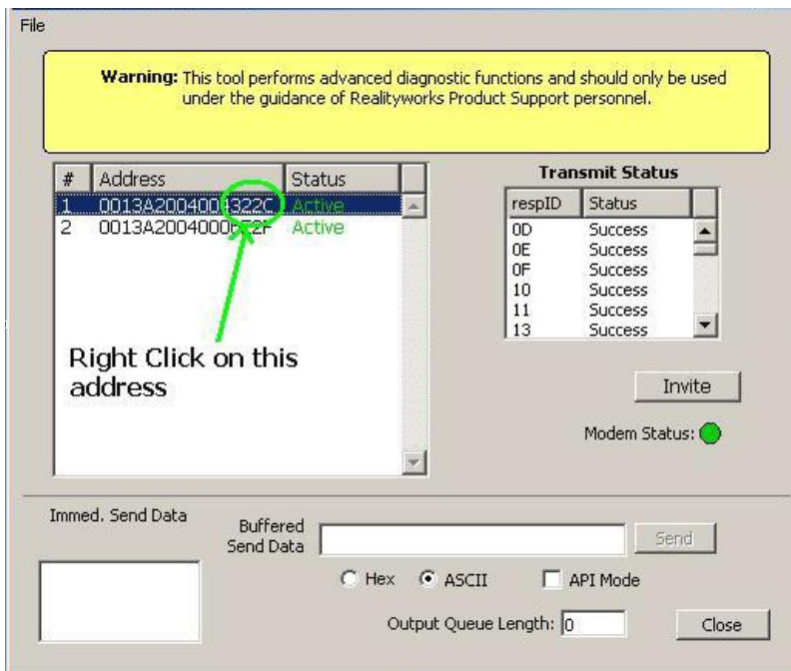 File
Warning: This tool performs advanced diagnostic functions and should only be used
under the guidance of Realityworks Product Support personnel.
# Address Status
1 0013A2004004322C Active
2 Active
Right Click on this
address
Transmit Status
respID Status
0D Success
0E Success
0F Success
10 Success
11 Success
13 Success
Invite
Modem Status:
Immed. Send Data
Buffered
Send Data
Send
Hex ASCII API Mode
Output Queue Length: 0
Close